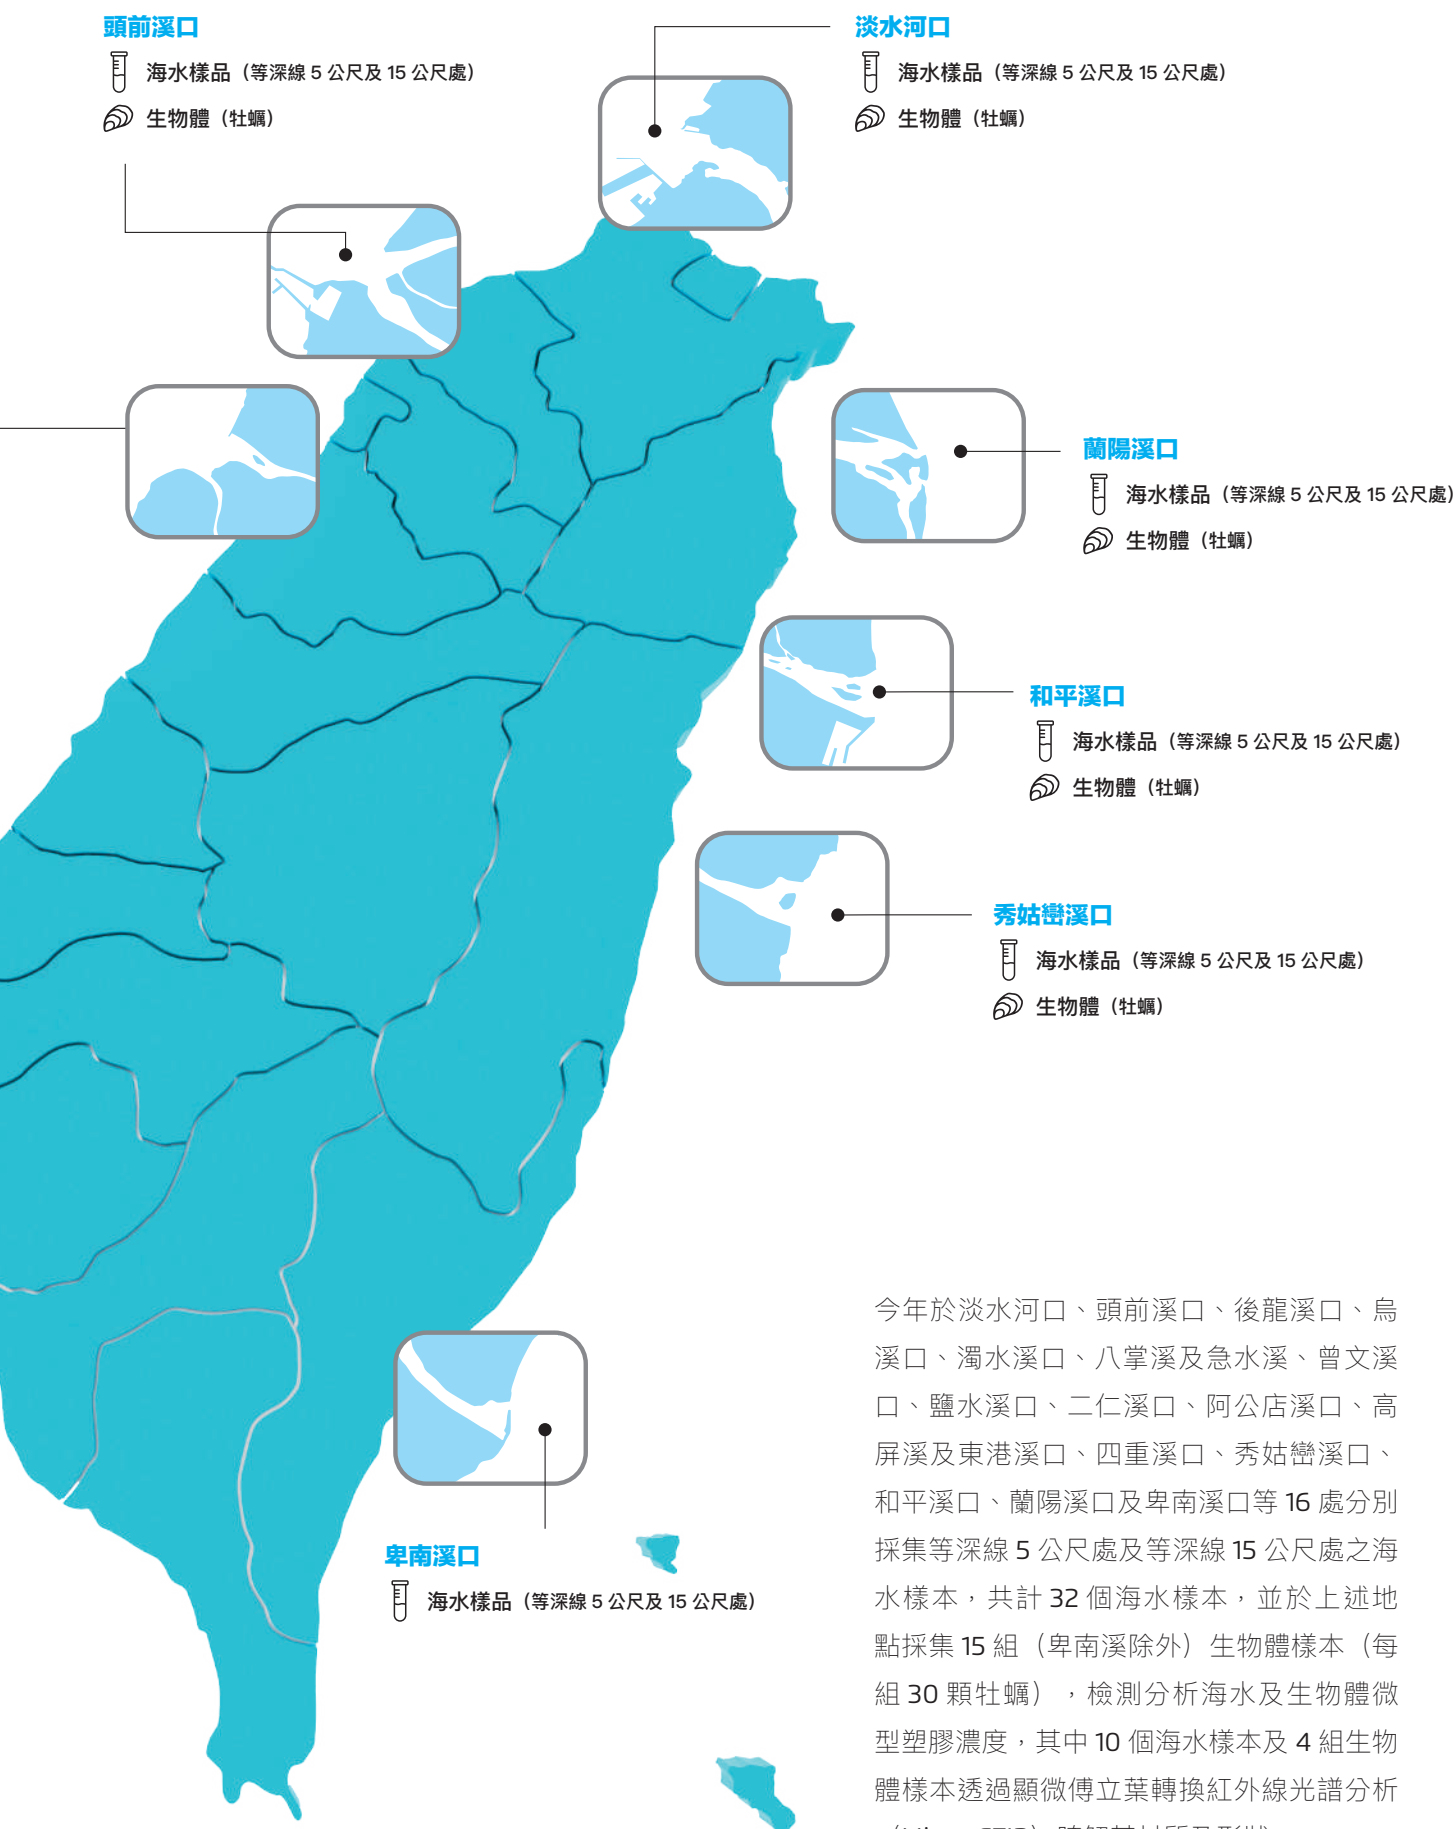 頭前溪口
海水樣品（等深線 5 公尺及 15 公尺處）
生物體（牡蠣）
淡水河口
海水樣品（等深線 5 公尺及 15 公尺處）
生物體（牡蠣）
蘭陽溪口
海水樣品（等深線 5 公尺及 15 公尺處）
生物體（牡蠣）
和平溪口
海水樣品（等深線 5 公尺及 15 公尺處）
生物體（牡蠣）
秀姑巒溪口
海水樣品（等深線 5 公尺及 15 公尺處）
生物體（牡蠣）
卑南溪口
海水樣品（等深線 5 公尺及 15 公尺處）
今年於淡水河口、頭前溪口、後龍溪口、烏
溪口、濁水溪口、八掌溪及急水溪、曾文溪
口、鹽水溪口、二仁溪口、阿公店溪口、高
屏溪及東港溪口、四重溪口、秀姑巒溪口、
和平溪口、蘭陽溪口及卑南溪口等 16 處分別
採集等深線 5 公尺處及等深線 15 公尺處之海
水樣本，共計 32 個海水樣本，並於上述地
點採集 15 組（卑南溪除外）生物體樣本（每
組 30 顆牡蠣），檢測分析海水及生物體微
型塑膠濃度，其中 10 個海水樣本及 4 組生物
體樣本透過顯微傅立葉轉換紅外線光譜分析